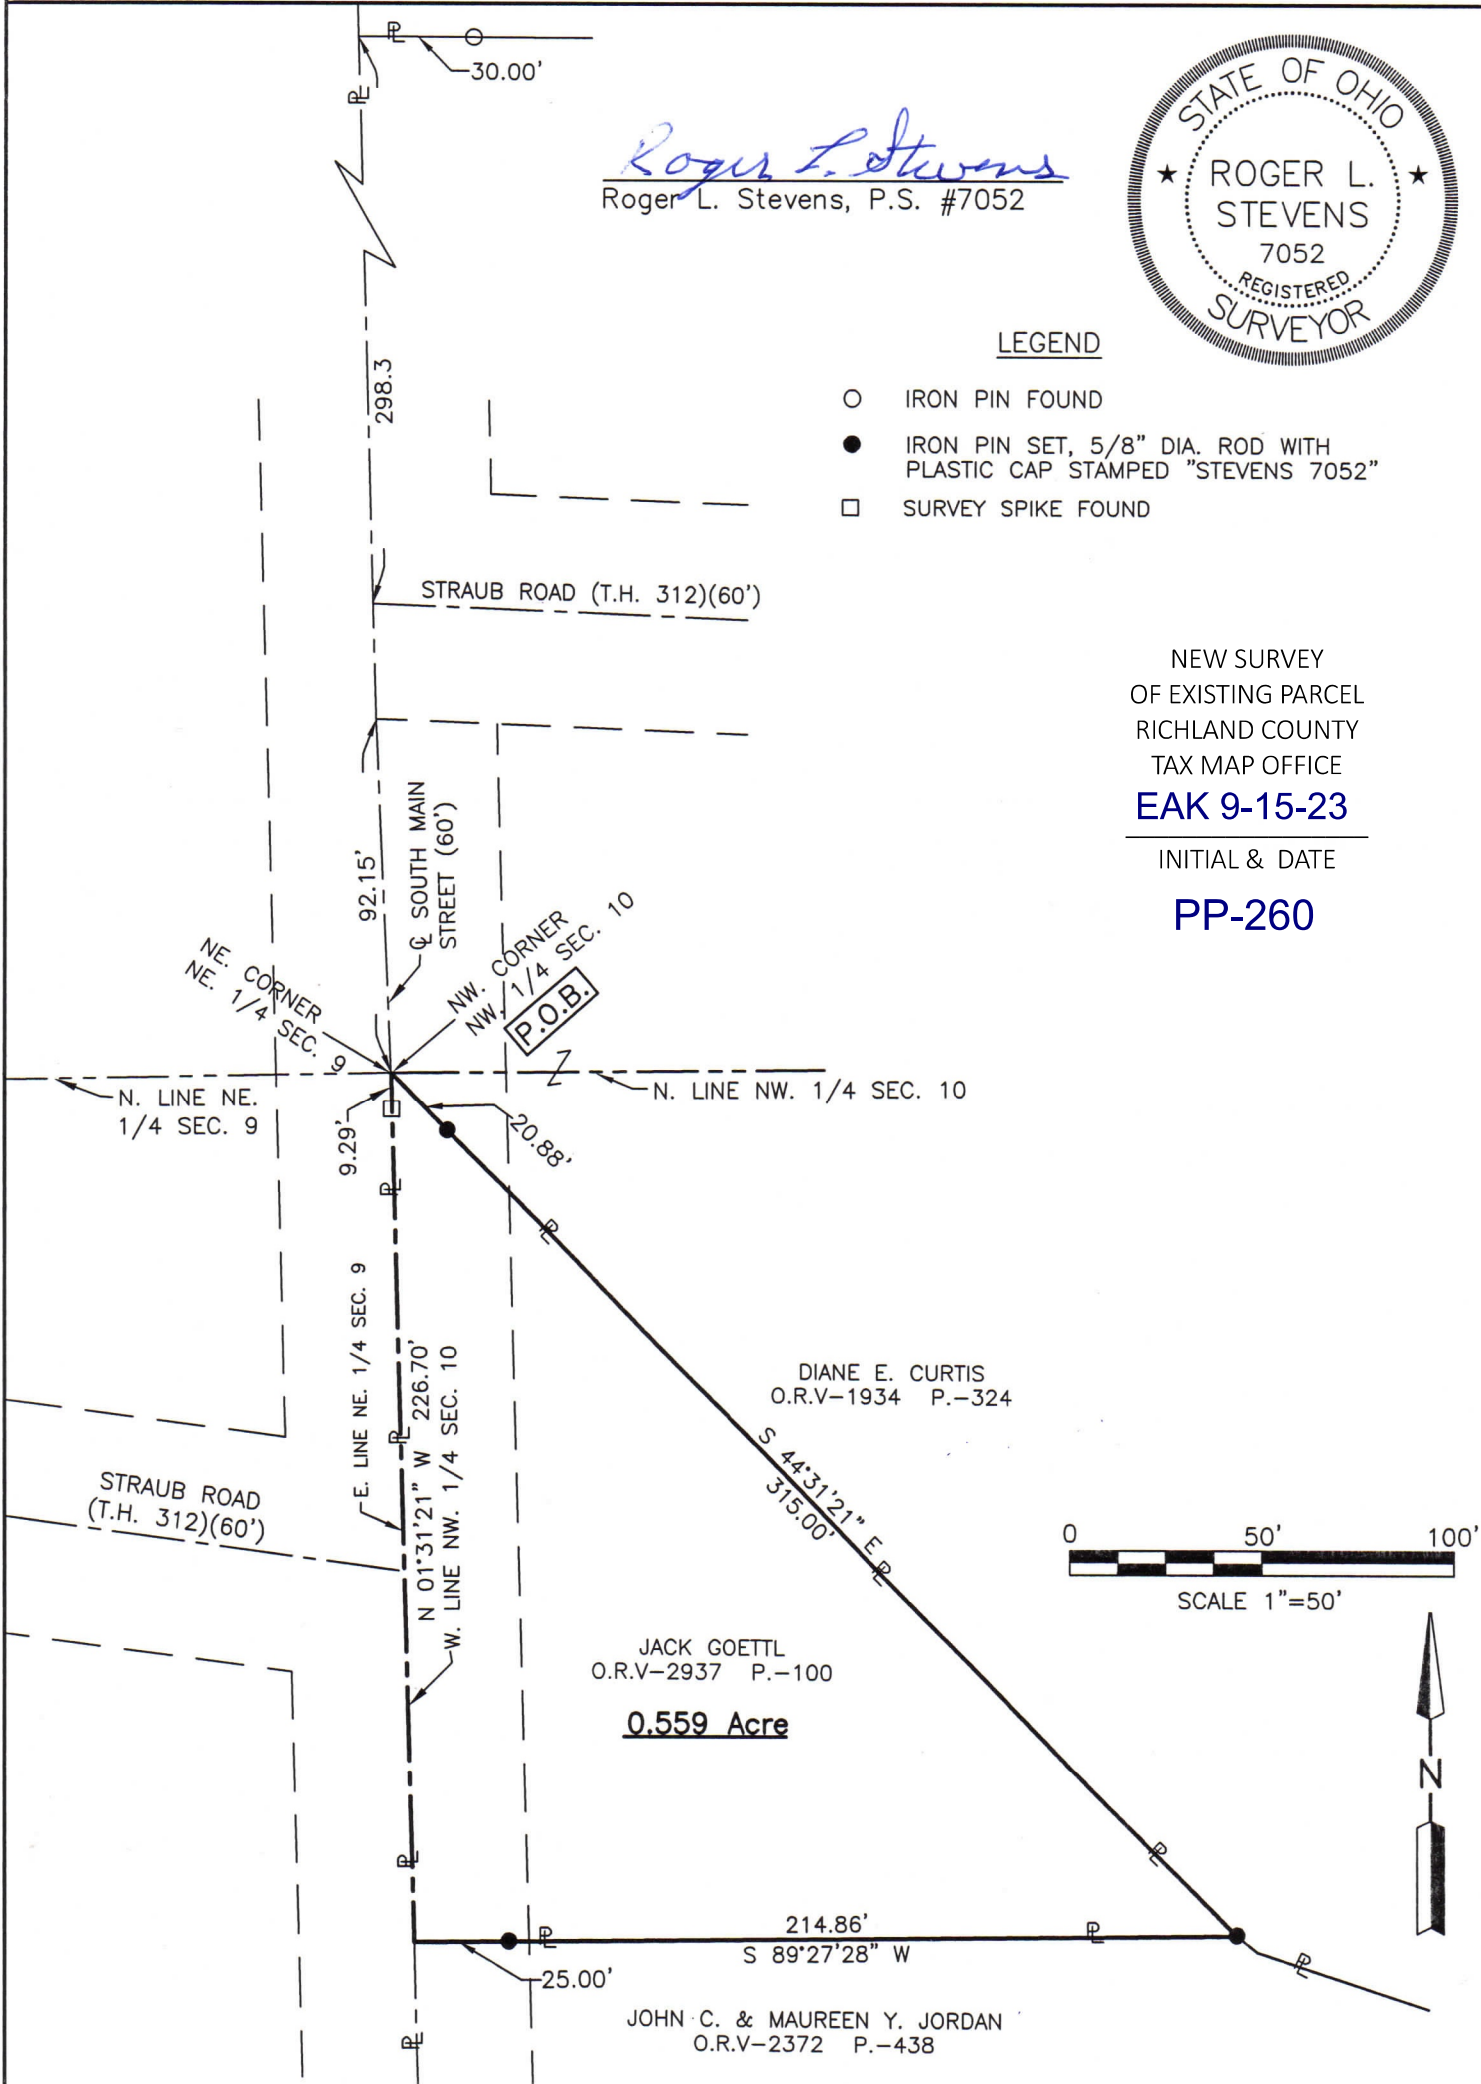 ℗
30.00'
STATE OF OHIO
ROGER L.
STEVENS
7052
REGISTERED
SURVEYOR
Roger L. Stevens
Roger L. Stevens, P.S. #7052
LEGEND
IRON PIN FOUND
IRON PIN SET, 5/8" DIA. ROD WITH
PLASTIC CAP STAMPED "STEVENS 7052"
SURVEY SPIKE FOUND
298.3
STRAUB ROAD (T.H. 312)(60')
NEW SURVEY
OF EXISTING PARCEL
RICHLAND COUNTY
TAX MAP OFFICE
EAK 9-15-23
INITIAL & DATE
PP-260
92.15'
℄ SOUTH MAIN
STREET (60')
NE. CORNER
NE. 1/4 SEC. 9
NW. CORNER
NW. 1/4 SEC. 10
P.O.B.
N. LINE NE.
1/4 SEC. 9
N. LINE NW. 1/4 SEC. 10
9.29'
20.88'
E. LINE NE. 1/4 SEC. 9
N 01°31'21" W 226.70'
W. LINE NW. 1/4 SEC. 10
DIANE E. CURTIS
O.R.V-1934 P.-324
S 44°31'21" E
315.00'
STRAUB ROAD
(T.H. 312)(60')
0 50' 100'
SCALE 1"=50'
JACK GOETTL
O.R.V-2937 P.-100
0.559 Acre
N
214.86'
S 89°27'28" W
25.00'
JOHN C. & MAUREEN Y. JORDAN
O.R.V-2372 P.-438